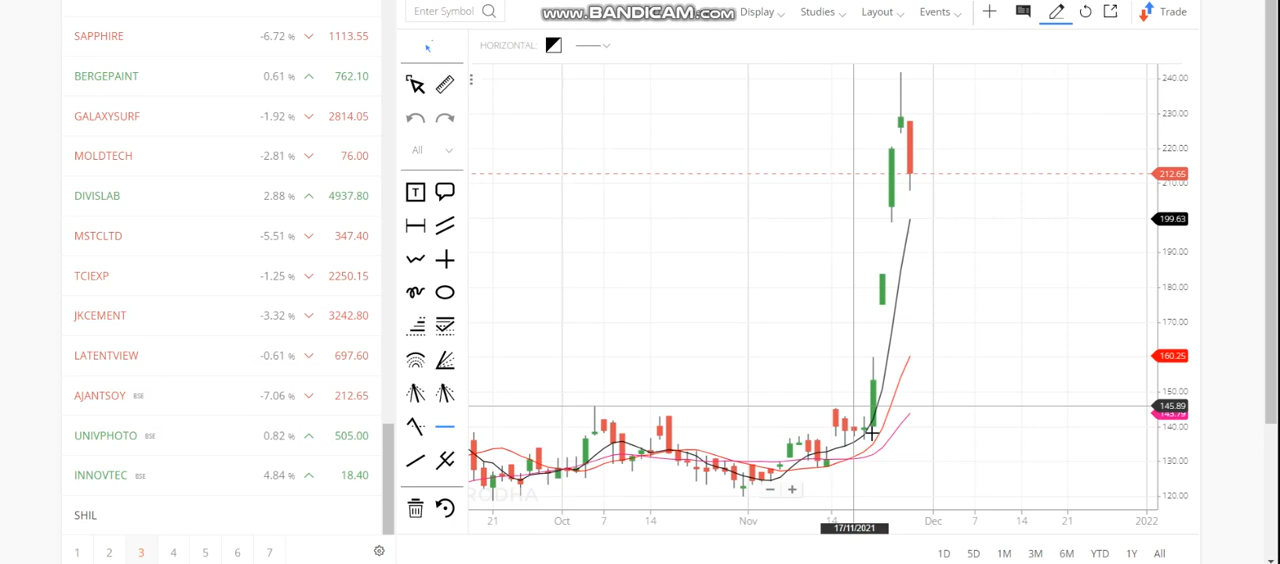 www.BANDICAM.com
Enter Symbol
Display
Studies
Layout
Events
Trade
SAPPHIRE -6.72 % 1113.55
BERGEPAINT 0.61 % 762.10
GALAXYSURF -1.92 % 2814.05
MOLDTECH -2.81 % 76.00
DIVISLAB 2.88 % 4937.80
MSTCLTD -5.51 % 347.40
TCIEXP -1.25 % 2250.15
JKCEMENT -3.32 % 3242.80
LATENTVIEW -0.61 % 697.60
AJANTSOY BSE -7.06 % 212.65
UNIVPHOTO BSE 0.82 % 505.00
INNOVTEC BSE 4.84 % 18.40
SHIL
1 2 3 4 5 6 7
HORIZONTAL:
All
T
240.00
230.00
220.00
212.65
210.00
199.63
190.00
180.00
170.00
160.25
150.00
145.89
143.79
140.00
130.00
120.00
RODHA
21 Oct 7 14 Nov 17/11/2021 Dec 7 14 21 2022
1D 5D 1M 3M 6M YTD 1Y All